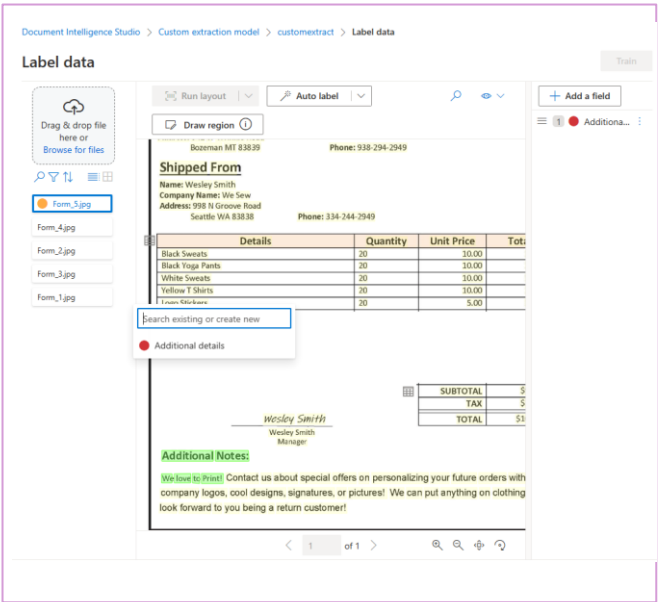 Document Intelligence Studio > Custom extraction model > customextract > Label data
Label data
Train
Drag & drop file
here or
Browse for files
Form_5.jpg
Form_4.jpg
Form_2.jpg
Form_3.jpg
Form_1.jpg
Run layout
Auto label
Draw region
Bozeman MT 83839 Phone: 938-294-2949
Shipped From
Name: Wesley Smith
Company Name: We Sew
Address: 998 N Groove Road
Seattle WA 83838 Phone: 334-244-2949
Details Quantity Unit Price Tota
Black Sweats 20 10.00
Black Yoga Pants 20 10.00
White Sweats 20 10.00
Yellow T Shirts 20 10.00
Logo Stickers 20 5.00
Search existing or create new
Additional details
SUBTOTAL
TAX
TOTAL
Wesley Smith
Wesley Smith
Manager
Additional Notes:
We love to Print! Contact us about special offers on personalizing your future orders with
company logos, cool designs, signatures, or pictures! We can put anything on clothing
look forward to you being a return customer!
1 of 1
+ Add a field
1 Additiona...